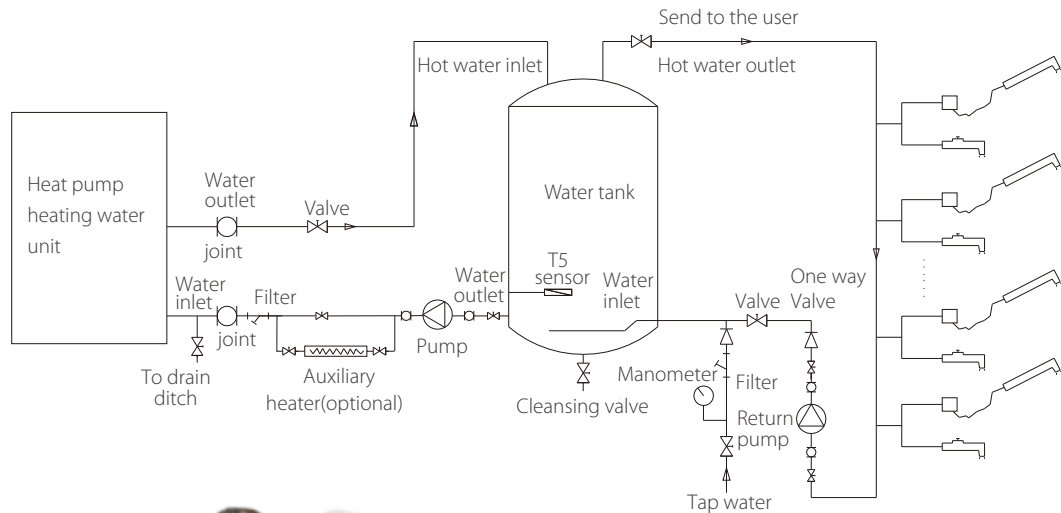 Send to the user
Hot water inlet
Hot water outlet
Heat pump
heating water
unit
Water
outlet
joint
Valve
Water tank
T5
sensor
Water
inlet
Water
outlet
Water
inlet
joint
Filter
Pump
Valve
One way
Valve
To drain
ditch
Auxiliary
heater(optional)
Cleansing valve
Manometer
Filter
Return
pump
Tap water